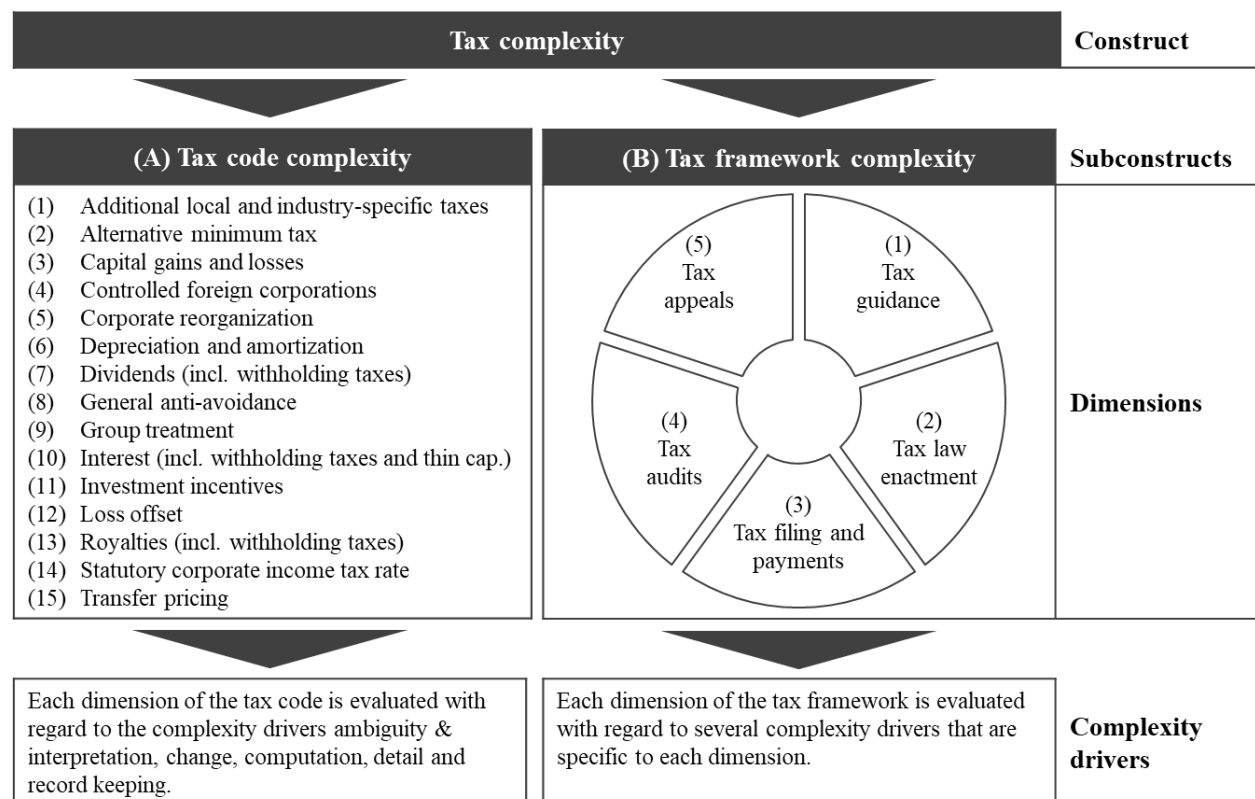 Tax complexity
Construct
(A) Tax code complexity
(B) Tax framework complexity
Subconstructs
(1) Additional local and industry-specific taxes
(2) Alternative minimum tax
(3) Capital gains and losses
(4) Controlled foreign corporations
(5) Corporate reorganization
(6) Depreciation and amortization
(7) Dividends (incl. withholding taxes)
(8) General anti-avoidance
(9) Group treatment
(10) Interest (incl. withholding taxes and thin cap.)
(11) Investment incentives
(12) Loss offset
(13) Royalties (incl. withholding taxes)
(14) Statutory corporate income tax rate
(15) Transfer pricing
(1)
Tax
guidance
(2)
Tax law
enactment
(3)
Tax filing and
payments
(4)
Tax
audits
(5)
Tax
appeals
Dimensions
Each dimension of the tax code is evaluated with
regard to the complexity drivers ambiguity &
interpretation, change, computation, detail and
record keeping.
Each dimension of the tax framework is evaluated
with regard to several complexity drivers that are
specific to each dimension.
Complexity
drivers